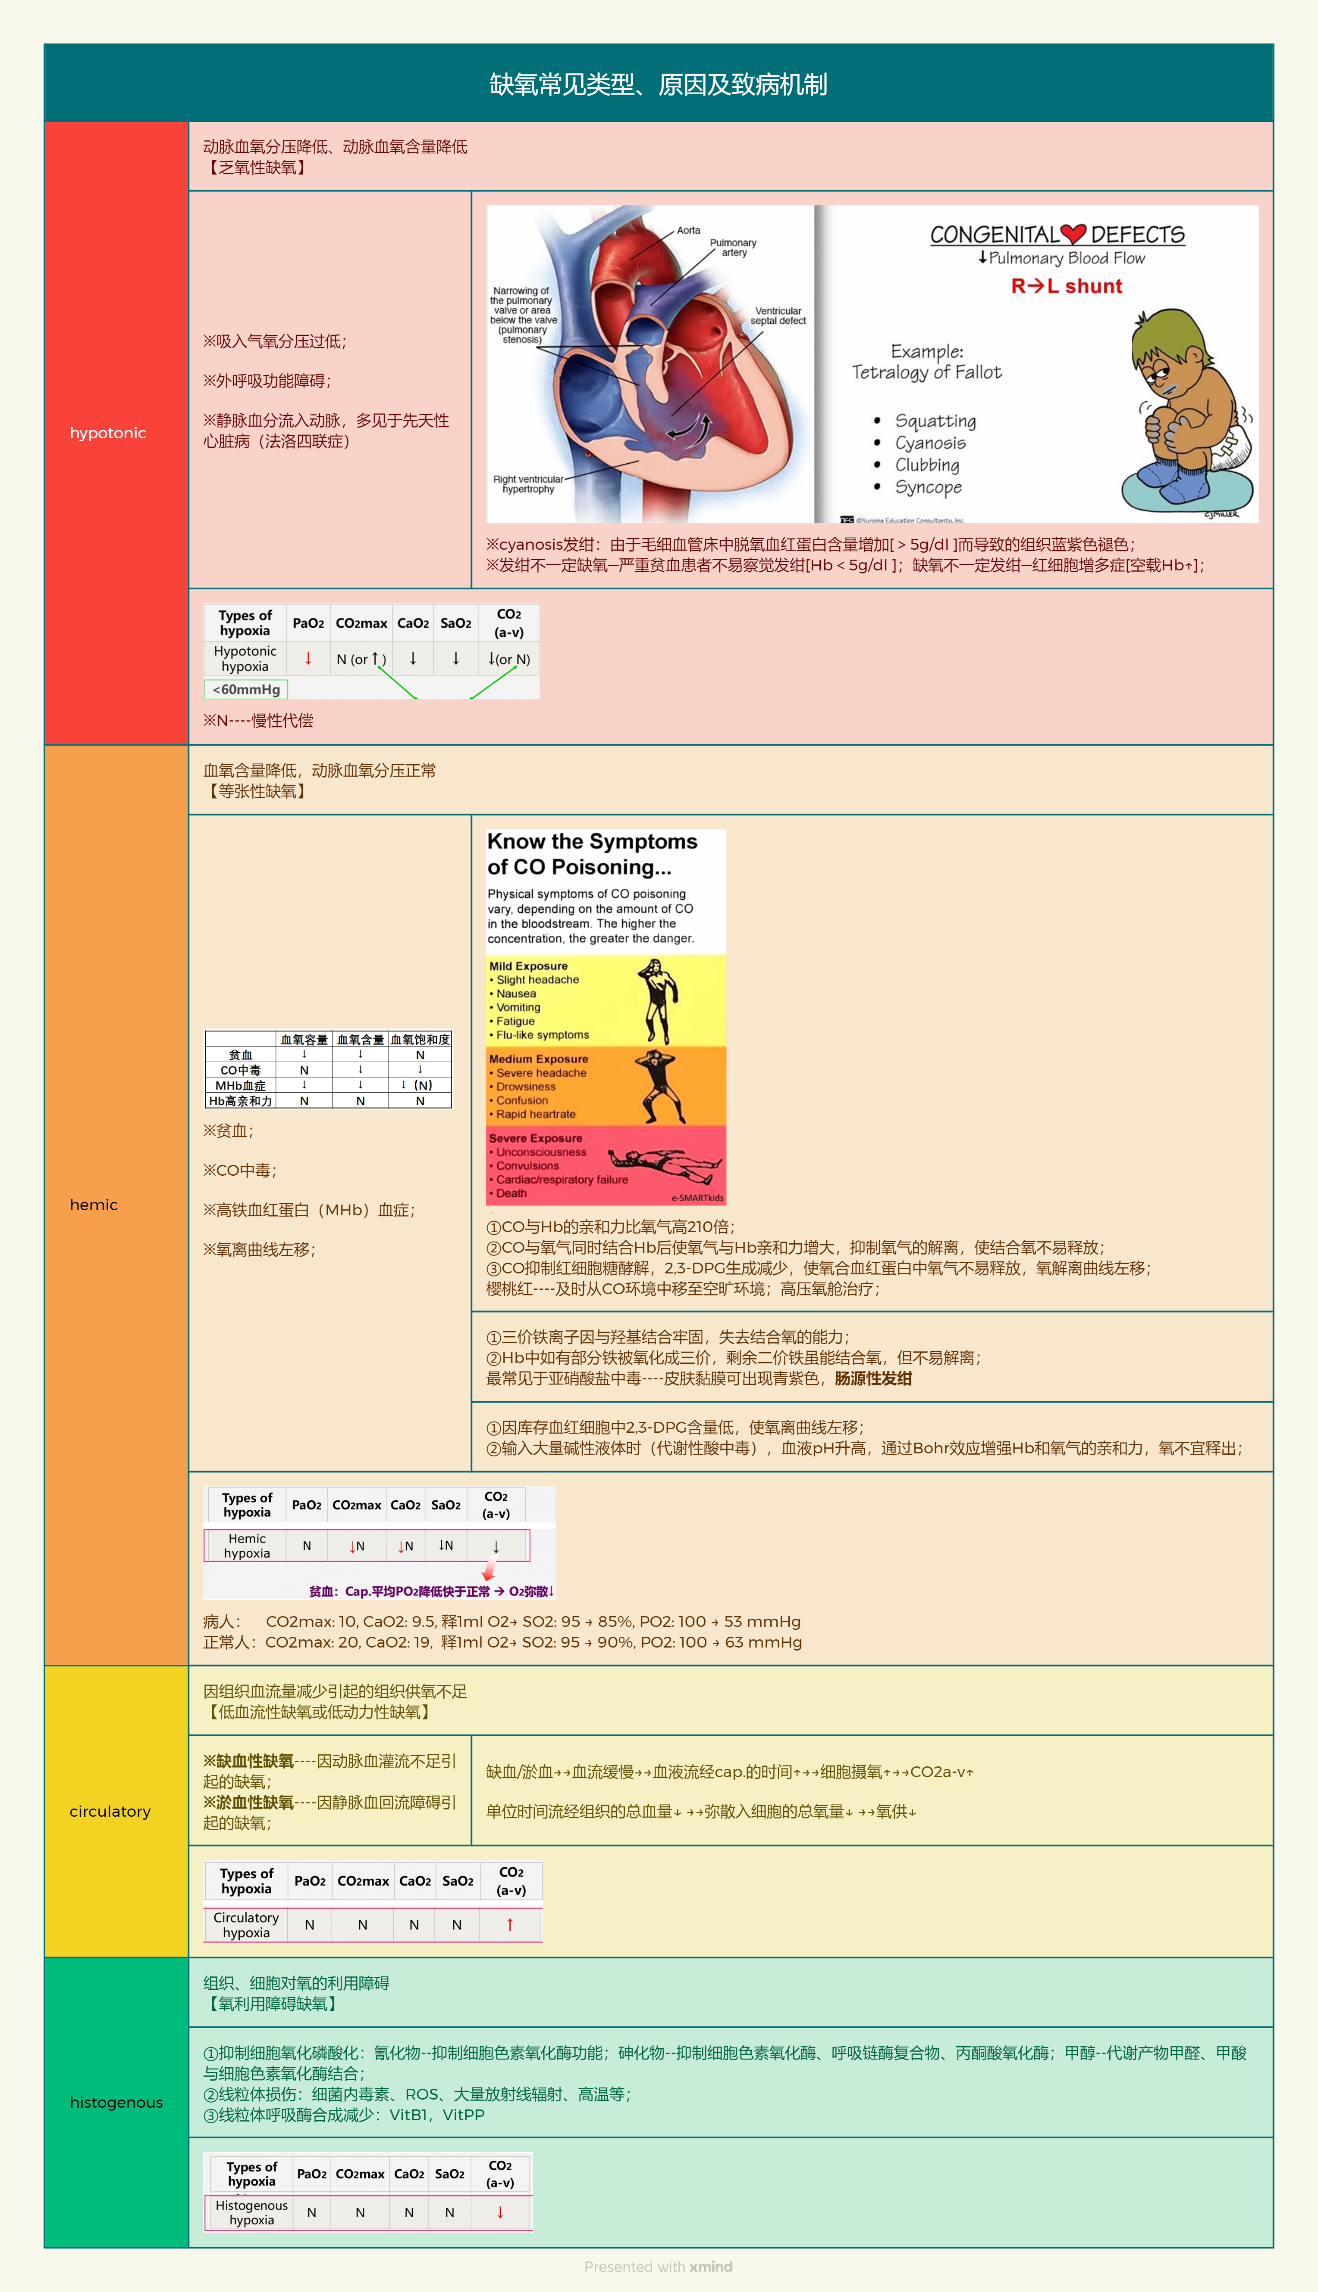 缺氧常见类型、原因及致病机制
hypotonic
动脉血氧分压降低、动脉血氧含量降低
【乏氧性缺氧】
※吸入气氧分压过低；
※外呼吸功能障碍；
※静脉血分流入动脉，多见于先天性
心脏病（法洛四联症）
Aorta
Pulmonary
artery
Narrowing of
the pulmonary
valve or area
below the valve
(pulmonary
stenosis)
Ventricular
septal defect
Right ventricular
hypertrophy
CONGENITAL DEFECTS
↓Pulmonary Blood Flow
R→L shunt
Example:
Tetralogy of Fallot
• Squatting
• Cyanosis
• Clubbing
• Syncope
CJMILLER
©Nursing Education Consultants, Inc.
※cyanosis发绀：由于毛细血管床中脱氧血红蛋白含量增加[ > 5g/dl ]而导致的组织蓝紫色褪色；
※发绀不一定缺氧—严重贫血患者不易察觉发绀[Hb < 5g/dl ]；缺氧不一定发绀—红细胞增多症[空载Hb↑]；
Types of hypoxia PaO2 CO2max CaO2 SaO2 CO2 (a-v)
Hypotonic hypoxia ↓ N (or ↑) ↓ ↓ ↓(or N)
<60mmHg
※N----慢性代偿
hemic
血氧含量降低，动脉血氧分压正常
【等张性缺氧】
血氧容量 血氧含量 血氧饱和度
贫血 ↓ ↓ N
CO中毒 N ↓ ↓
MHb血症 ↓ ↓ ↓（N）
Hb高亲和力 N N N
※贫血；
※CO中毒；
※高铁血红蛋白（MHb）血症；
※氧离曲线左移；
Know the Symptoms
of CO Poisoning...
Physical symptoms of CO poisoning
vary, depending on the amount of CO
in the bloodstream. The higher the
concentration, the greater the danger.
Mild Exposure
• Slight headache
• Nausea
• Vomiting
• Fatigue
• Flu-like symptoms
Medium Exposure
• Severe headache
• Drowsiness
• Confusion
• Rapid heartrate
Severe Exposure
• Unconsciousness
• Convulsions
• Cardiac/respiratory failure
• Death
e-SMARTkids
①CO与Hb的亲和力比氧气高210倍；
②CO与氧气同时结合Hb后使氧气与Hb亲和力增大，抑制氧气的解离，使结合氧不易释放；
③CO抑制红细胞糖酵解，2,3-DPG生成减少，使氧合血红蛋白中氧气不易释放，氧解离曲线左移；
樱桃红----及时从CO环境中移至空旷环境；高压氧舱治疗；
①三价铁离子因与羟基结合牢固，失去结合氧的能力；
②Hb中如有部分铁被氧化成三价，剩余二价铁虽能结合氧，但不易解离；
最常见于亚硝酸盐中毒----皮肤黏膜可出现青紫色，肠源性发绀
①因库存血红细胞中2,3-DPG含量低，使氧离曲线左移；
②输入大量碱性液体时（代谢性酸中毒）, 血液pH升高，通过Bohr效应增强Hb和氧气的亲和力，氧不宜释出；
Types of hypoxia PaO2 CO2max CaO2 SaO2 CO2 (a-v)
Hemic hypoxia N ↓N ↓N ↓N ↓
贫血：Cap.平均PO2降低快于正常 → O2弥散↓
病人： CO2max: 10, CaO2: 9.5, 释1ml O2→ SO2: 95 → 85%, PO2: 100 → 53 mmHg
正常人：CO2max: 20, CaO2: 19, 释1ml O2→ SO2: 95 → 90%, PO2: 100 → 63 mmHg
circulatory
因组织血流量减少引起的组织供氧不足
【低血流性缺氧或低动力性缺氧】
※缺血性缺氧----因动脉血灌流不足引
起的缺氧；
※淤血性缺氧----因静脉血回流障碍引
起的缺氧；
缺血/淤血→→血流缓慢→→血液流经cap.的时间↑→→细胞摄氧↑→→CO2a-v↑
单位时间流经组织的总血量↓ →→弥散入细胞的总氧量↓ →→氧供↓
Types of hypoxia PaO2 CO2max CaO2 SaO2 CO2 (a-v)
Circulatory hypoxia N N N N ↑
histogenous
组织、细胞对氧的利用障碍
【氧利用障碍缺氧】
①抑制细胞氧化磷酸化：氰化物--抑制细胞色素氧化酶功能；砷化物--抑制细胞色素氧化酶、呼吸链酶复合物、丙酮酸氧化酶；甲醇--代谢产物甲醛、甲酸
与细胞色素氧化酶结合；
②线粒体损伤：细菌内毒素、ROS、大量放射线辐射、高温等；
③线粒体呼吸酶合成减少：VitB1，VitPP
Types of hypoxia PaO2 CO2max CaO2 SaO2 CO2 (a-v)
Histogenous hypoxia N N N N ↓
Presented with xmind